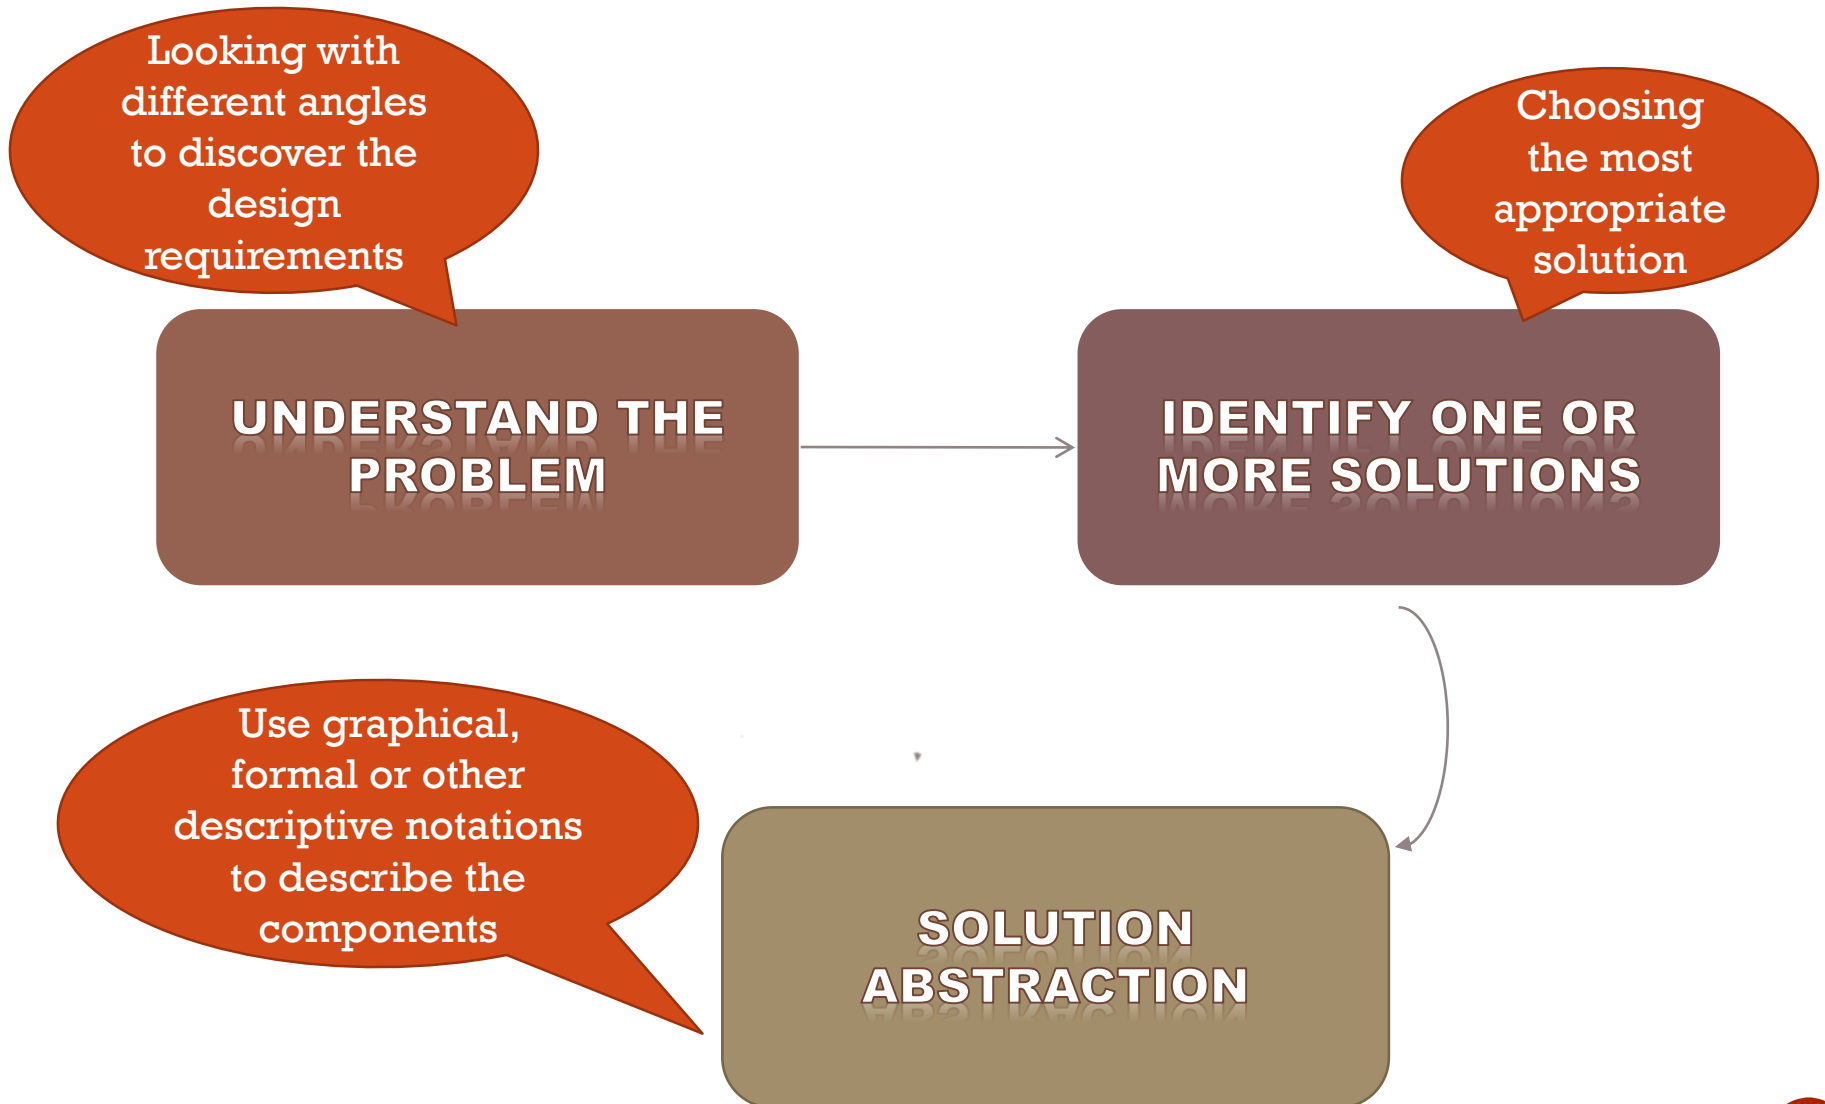 Looking with
different angles
to discover the
design
requirements
Choosing
the most
appropriate
solution
UNDERSTAND THE
PROBLEM
IDENTIFY ONE OR
MORE SOLUTIONS
Use graphical,
formal or other
descriptive notations
to describe the
components
SOLUTION
ABSTRACTION